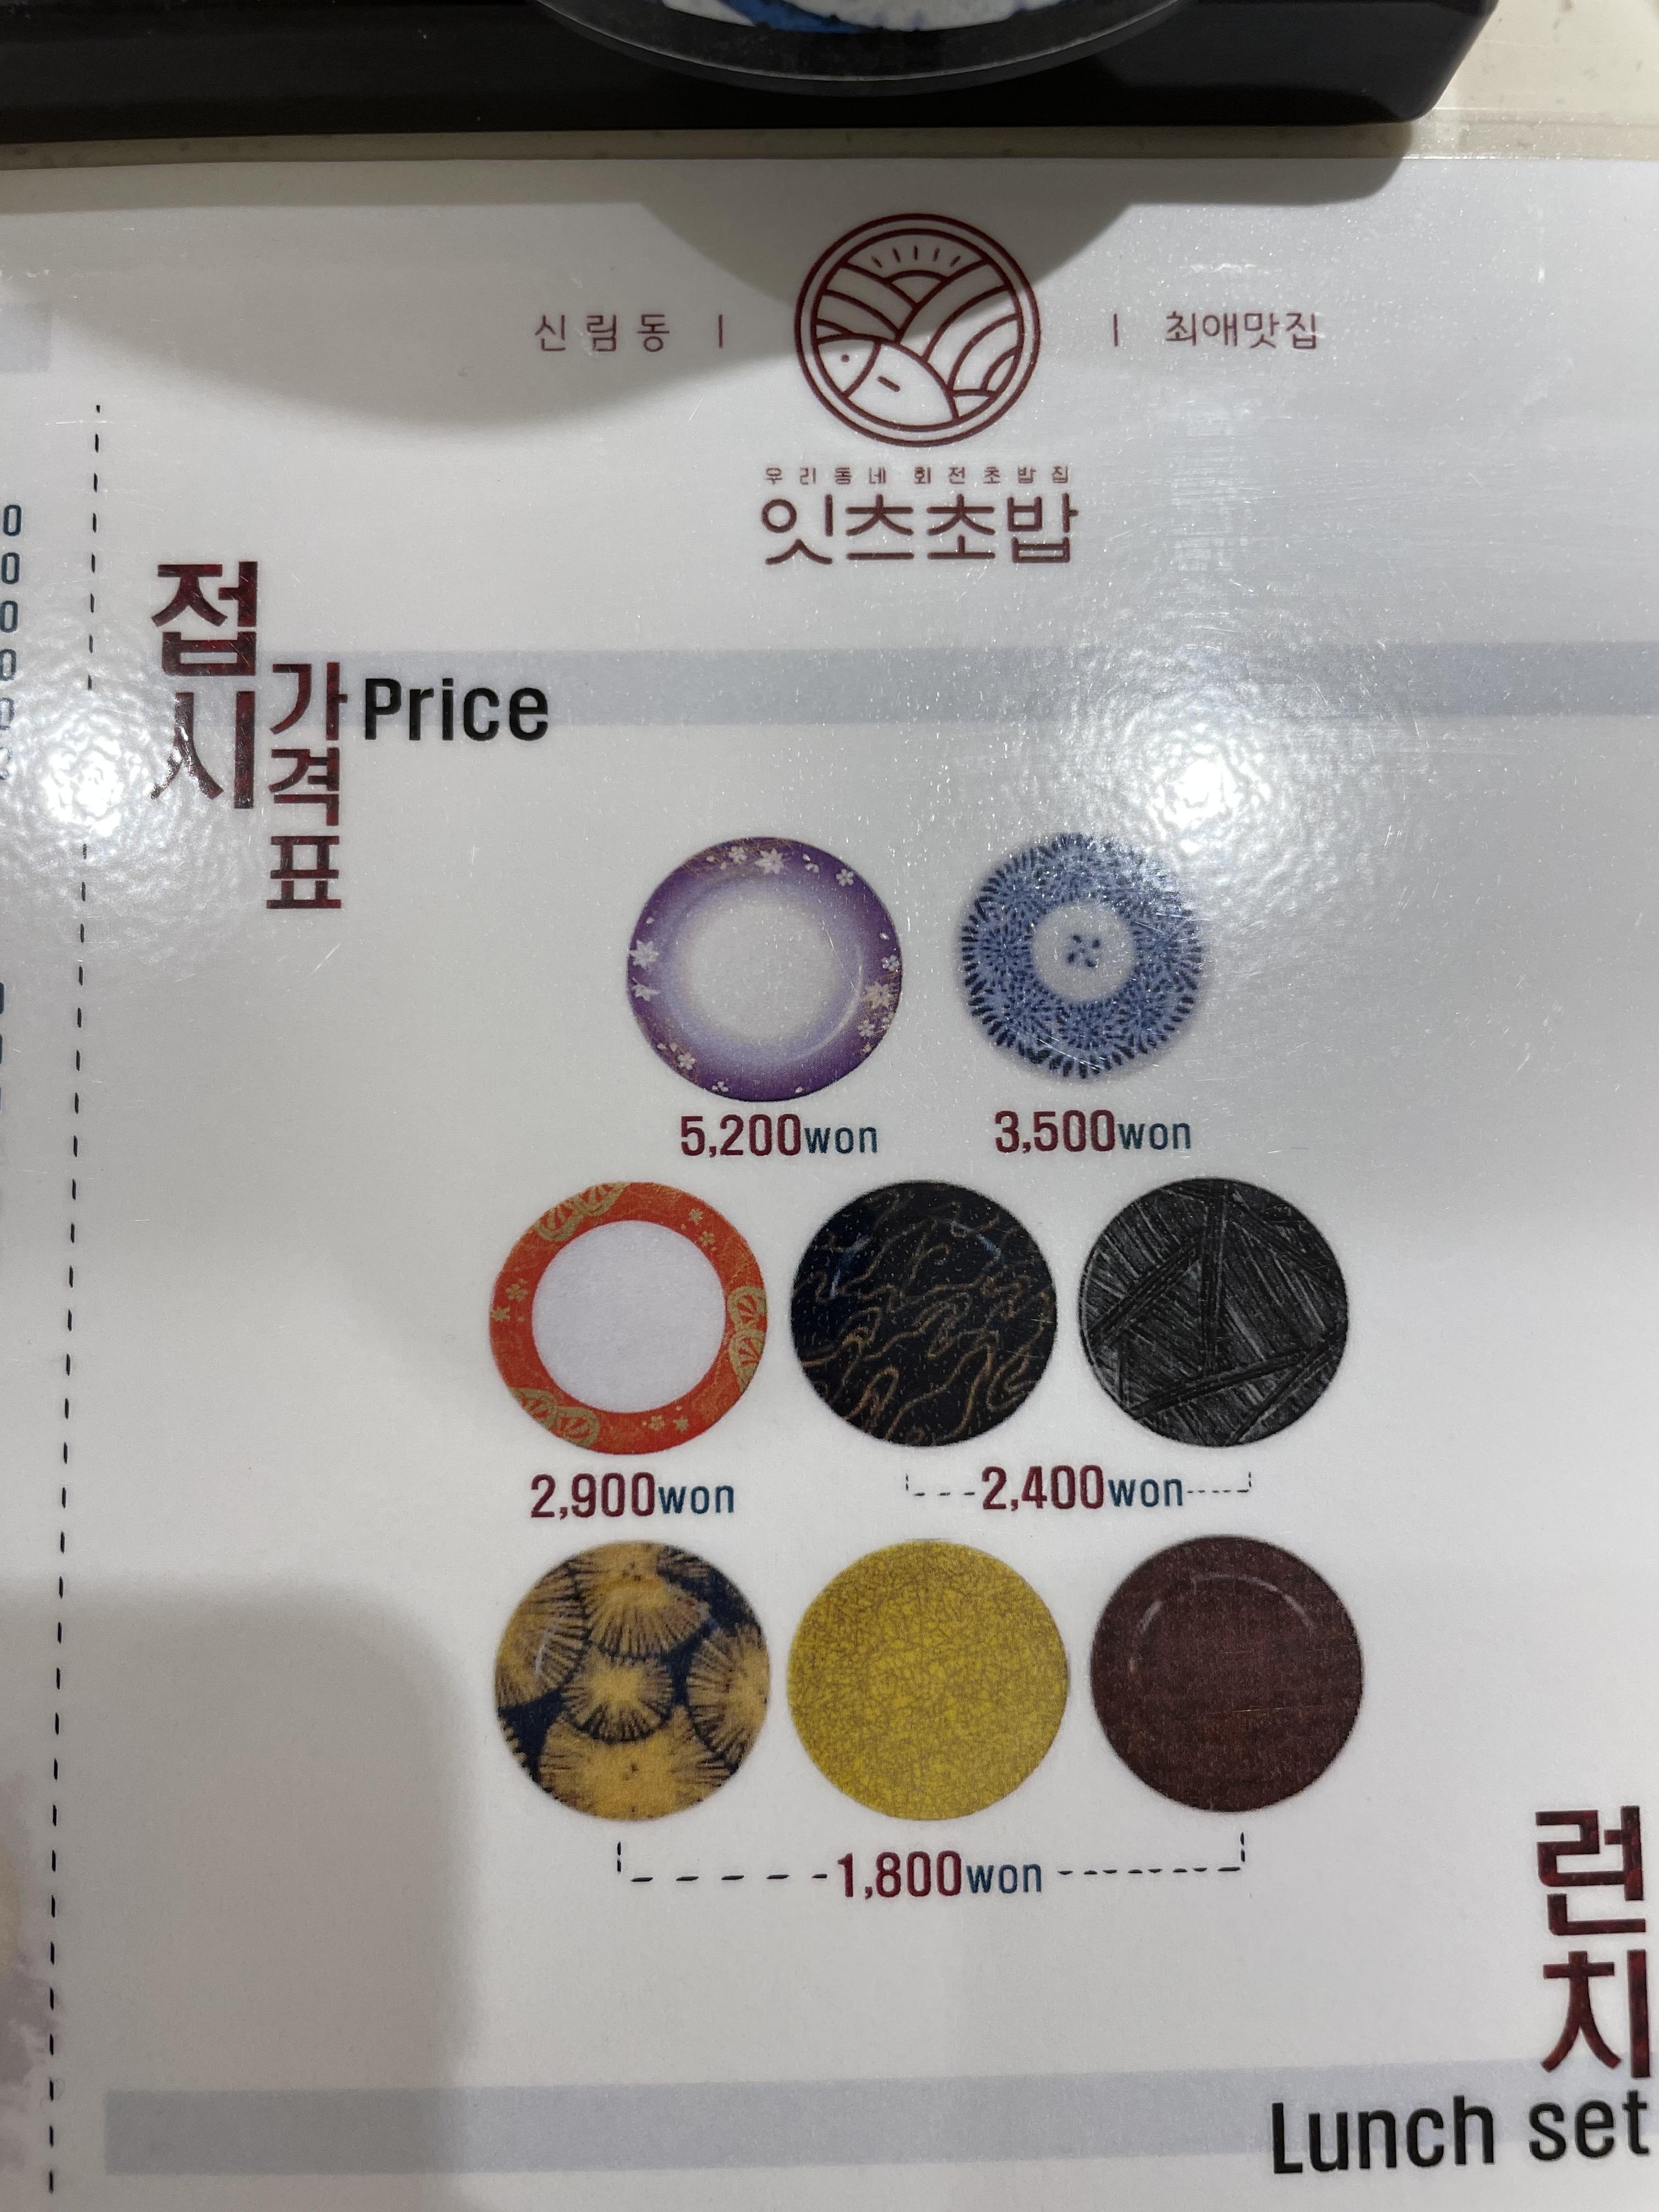 신림동 | | 최애맛집
우리동네 회전초밥집
잇츠초밥
접시
가격표
Price
5,200won 3,500won
2,900won 2,400won
1,800won
런치
Lunch set